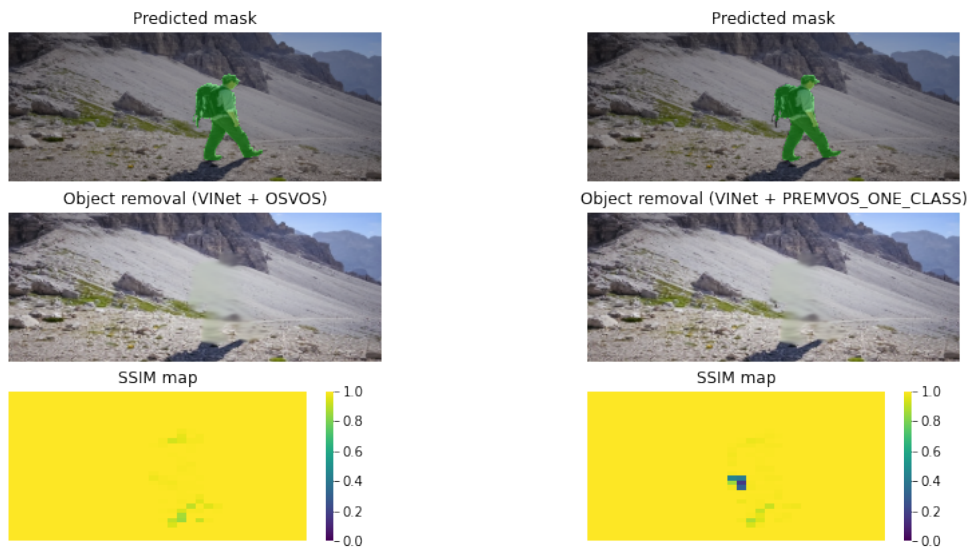 Predicted mask
Predicted mask
Object removal (VINet + OSVOS)
Object removal (VINet + PREMVOS_ONE_CLASS)
SSIM map
SSIM map
1.0
0.8
0.6
0.4
0.2
0.0
1.0
0.8
0.6
0.4
0.2
0.0